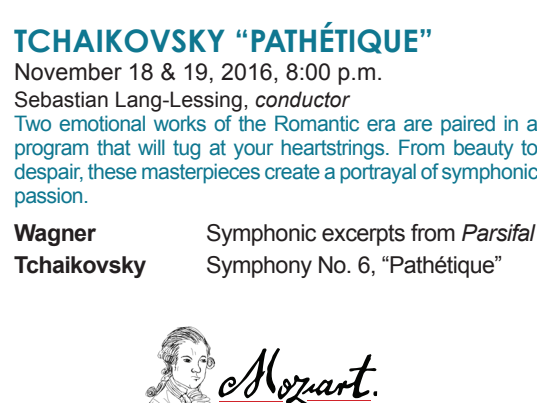 TCHAIKOVSKY “PATHÉTIQUE”
November 18 & 19, 2016, 8:00 p.m.
Sebastian Lang-Lessing, conductor
Two emotional works of the Romantic era are paired in a
program that will tug at your heartstrings. From beauty to
despair, these masterpieces create a portrayal of symphonic
passion.
Wagner Symphonic excerpts from Parsifal
Tchaikovsky Symphony No. 6, “Pathétique”
Mozart.